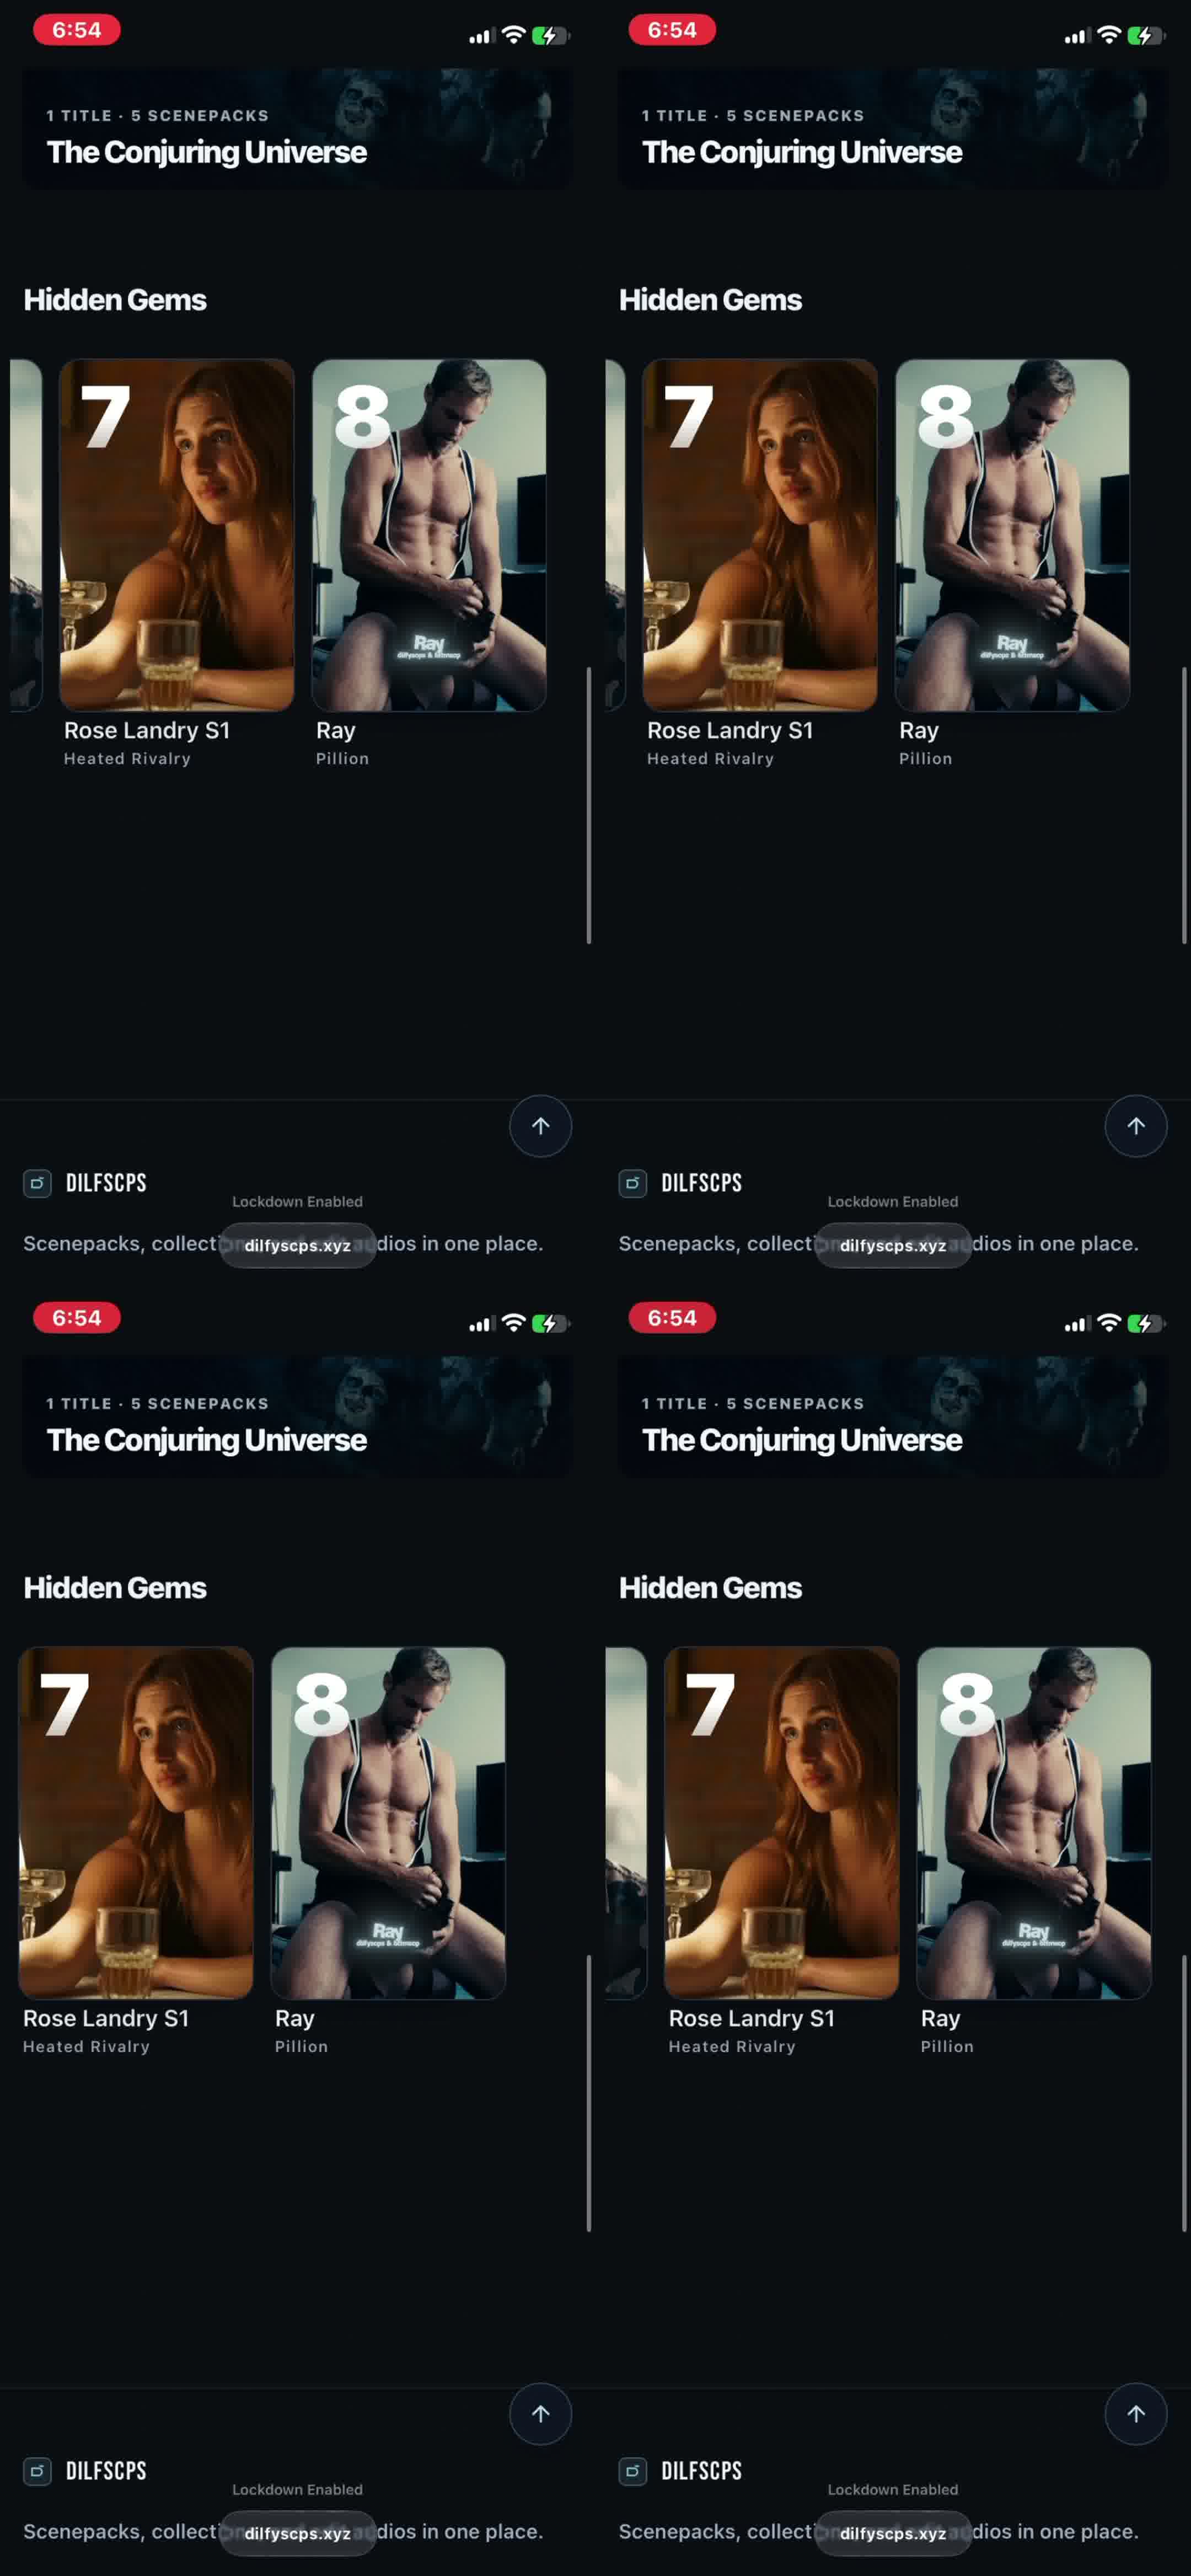 6:54
1 TITLE · 5 SCENEPACKS
The Conjuring Universe
Hidden Gems
7
8
Ray
Rose Landry S1
Heated Rivalry
Ray
Pillion
DILFSCPS
Lockdown Enabled
Scenepacks, collecti
dios in one place.
dilfyscps.xyz
6:54
1 TITLE · 5 SCENEPACKS
The Conjuring Universe
Hidden Gems
7
8
Ray
Rose Landry S1
Heated Rivalry
Ray
Pillion
DILFSCPS
Lockdown Enabled
Scenepacks, collecti
dios in one place.
dilfyscps.xyz
6:54
1 TITLE · 5 SCENEPACKS
The Conjuring Universe
Hidden Gems
7
8
Ray
Rose Landry S1
Heated Rivalry
Ray
Pillion
DILFSCPS
Lockdown Enabled
Scenepacks, collecti
dios in one place.
dilfyscps.xyz
6:54
1 TITLE · 5 SCENEPACKS
The Conjuring Universe
Hidden Gems
7
8
Ray
Rose Landry S1
Heated Rivalry
Ray
Pillion
DILFSCPS
Lockdown Enabled
Scenepacks, collecti
dios in one place.
dilfyscps.xyz